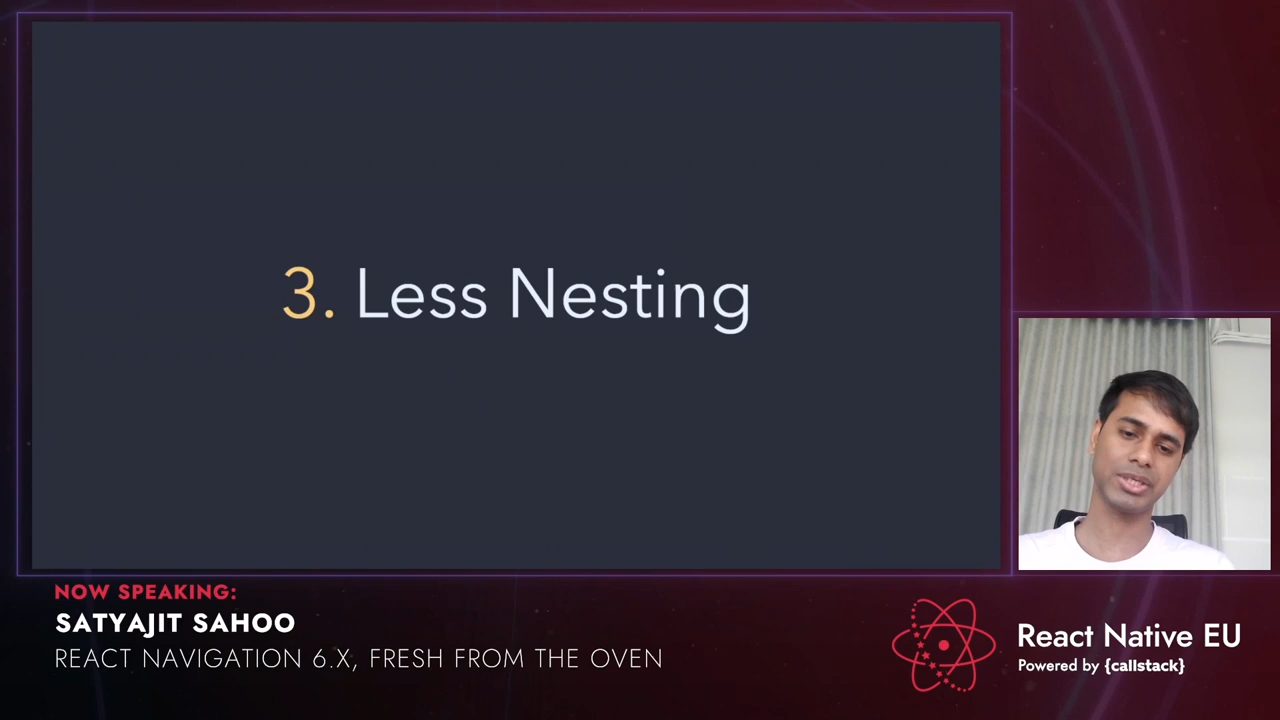 3. Less Nesting
NOW SPEAKING:
SATYAJIT SAHOO
REACT NAVIGATION 6.X, FRESH FROM THE OVEN
React Native EU
Powered by {callstack}